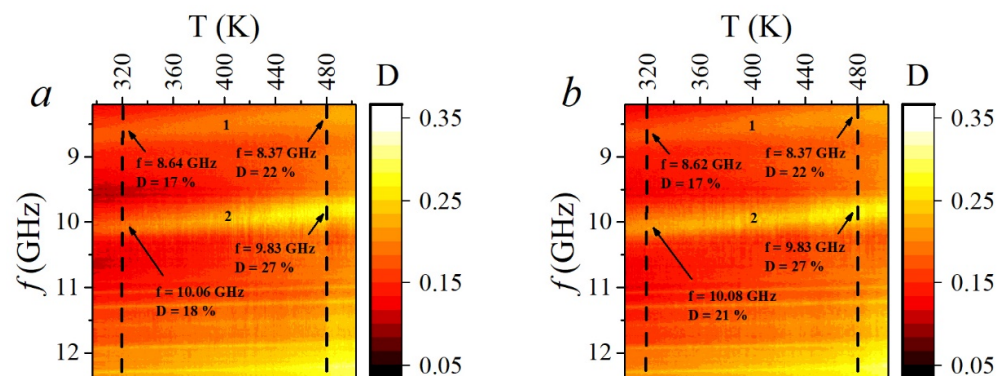 T (K)
320 360 400 440 480
a
D
f (GHz)
9
10
11
12
1
f = 8.64 GHz
D = 17 %
f = 8.37 GHz
D = 22 %
2
f = 9.83 GHz
D = 27 %
f = 10.06 GHz
D = 18 %
0.35
0.25
0.15
0.05
T (K)
320 360 400 440 480
b
D
f (GHz)
9
10
11
12
1
f = 8.62 GHz
D = 17 %
f = 8.37 GHz
D = 22 %
2
f = 9.83 GHz
D = 27 %
f = 10.08 GHz
D = 21 %
0.35
0.25
0.15
0.05